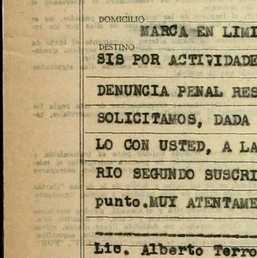 DOMICILIO
MARCA EN LIMI
DESTINO
SIS POR ACTIVIDADE
DENUNCIA PENAL RES
SOLICITAMOS, DADA
LO CON USTED, A LA
RIO SEGUNDO SUSCRI
punto.MUY ATENTAME
Lic. Alberto Terro